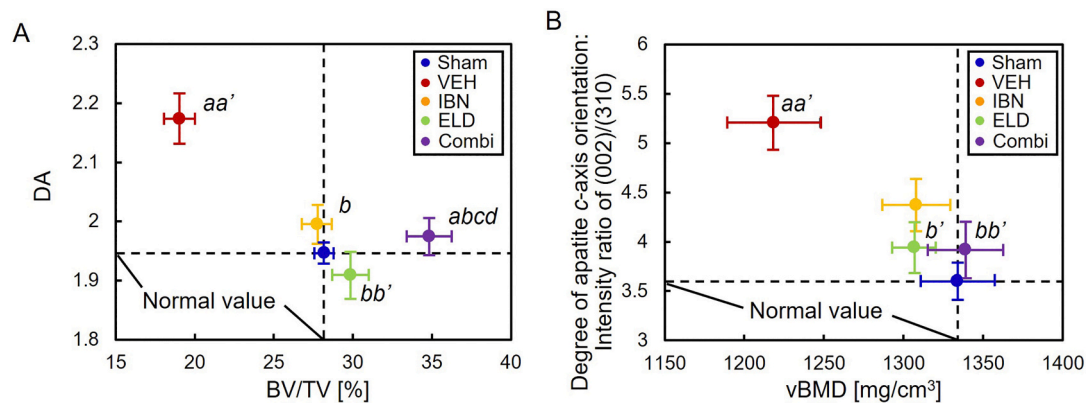 A
2.3
2.2
2.1
2
1.9
1.8
DA
15
20
25
30
35
40
BV/TV [%]
Sham
VEH
IBN
ELD
Combi
aa’
b
abcd
bb’
Normal value
B
6
5.5
5
4.5
4
3.5
3
Degree of apatite c-axis orientation:
Intensity ratio of (002)/(310)
1150
1200
1250
1300
1350
1400
vBMD [mg/cm³]
Sham
VEH
IBN
ELD
Combi
aa’
b’
bb’
Normal value